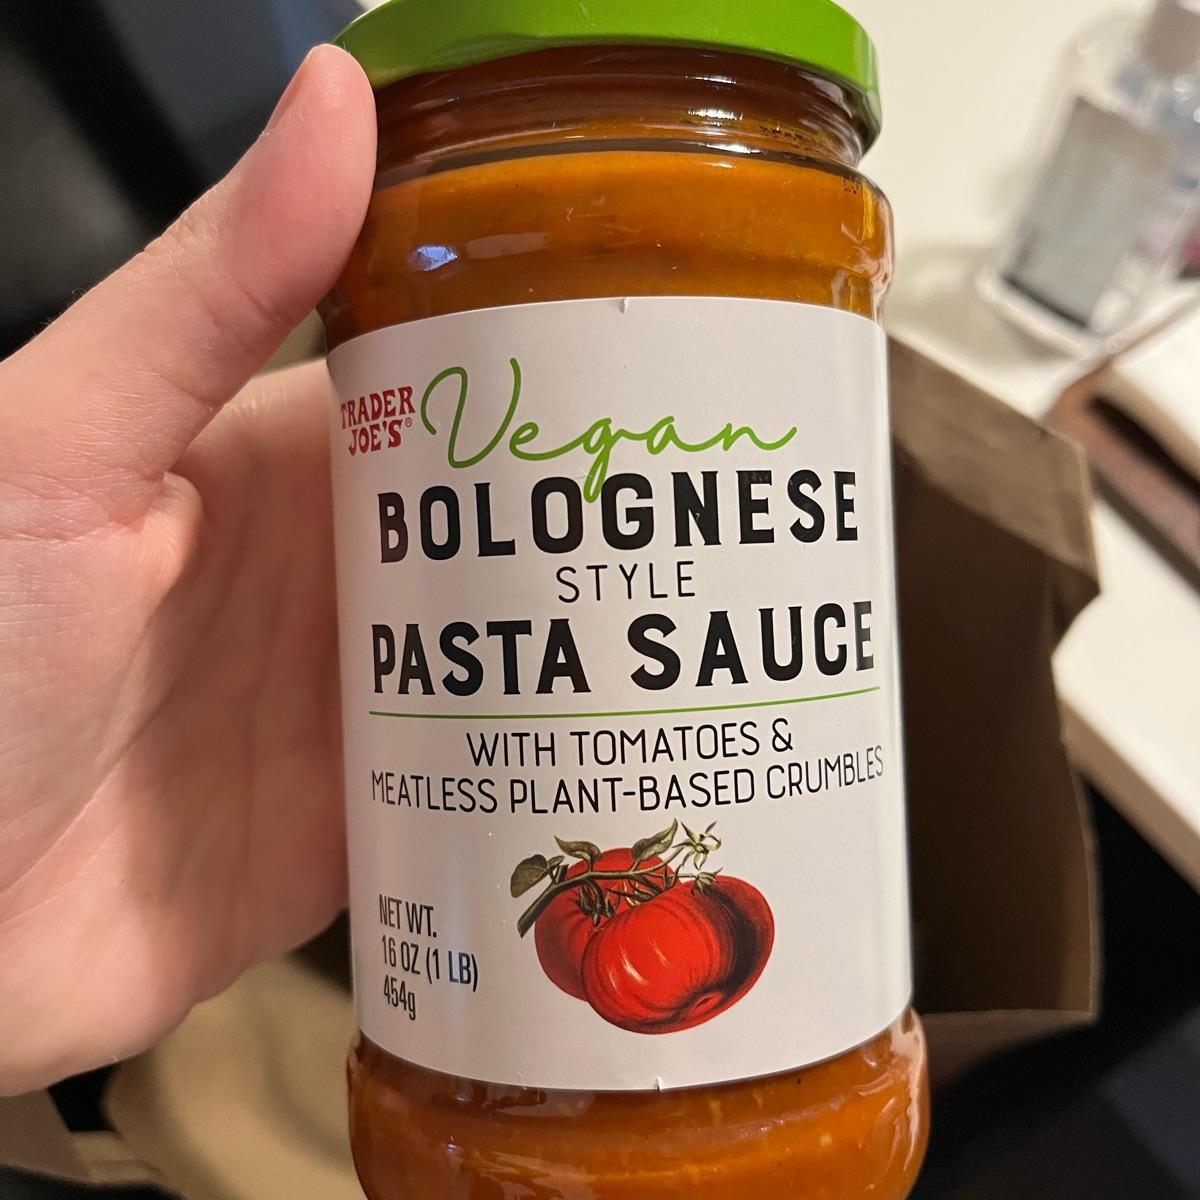 TRADER
JOE'S®
Vegan
BOLOGNESE
STYLE
PASTA SAUCE
WITH TOMATOES &
MEATLESS PLANT-BASED CRUMBLES
NET WT.
16 OZ (1 LB)
454g